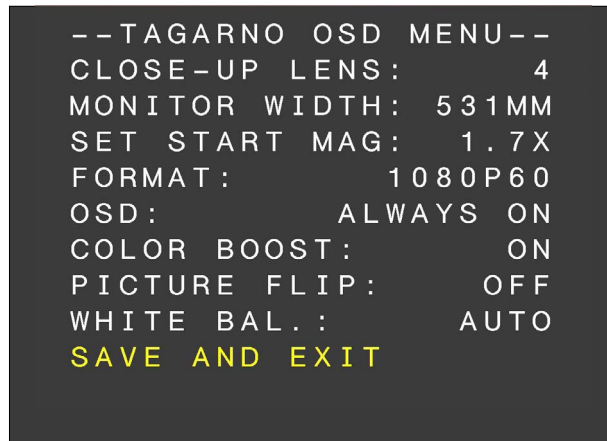 --TAGARNO OSD MENU--
CLOSE-UP LENS: 4
MONITOR WIDTH: 531MM
SET START MAG: 1.7X
FORMAT: 1080P60
OSD: ALWAYS ON
COLOR BOOST: ON
PICTURE FLIP: OFF
WHITE BAL.: AUTO
SAVE AND EXIT